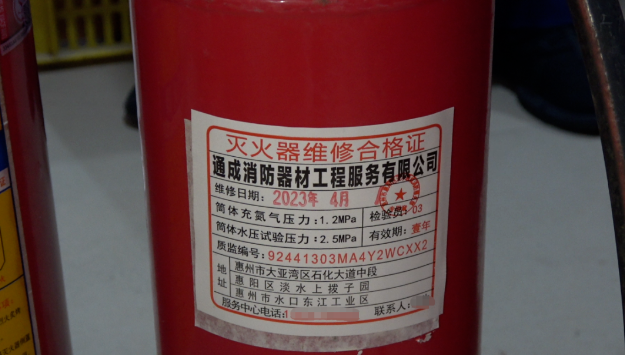 灭火器维修合格证
通成消防器材工程服务有限公司
维修日期: 2023年 4月
筒体充氮气压力:1.2MPa 检验员: 03
筒体水压试验压力:2.5MPa 有效期:壹年
质监编号:92441303MA4Y2WCXX2
地址 惠州市大亚湾区石化大道中段
惠阳区淡水上拨子园
惠州市水口东江工业区
服务中心电话: 联系人: